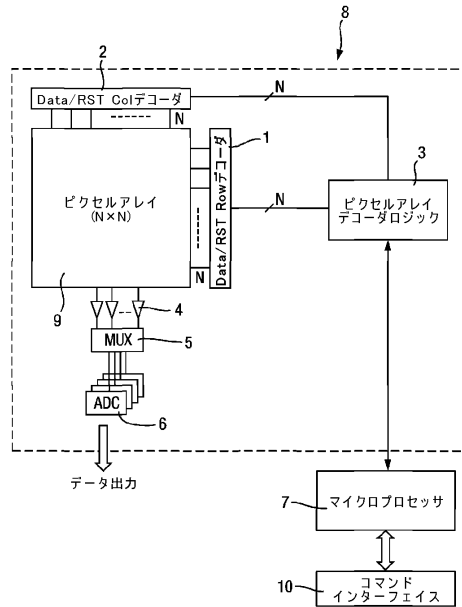 8
2
Data/RST Colデコーダ
N
N
1
Data/RST Rowデコーダ
3
ピクセルアレイ
(N×N)
ピクセルアレイ
デコーダロジック
N
N
9
4
MUX
5
ADC
6
データ出力
7
マイクロプロセッサ
10
コマンド
インターフェイス